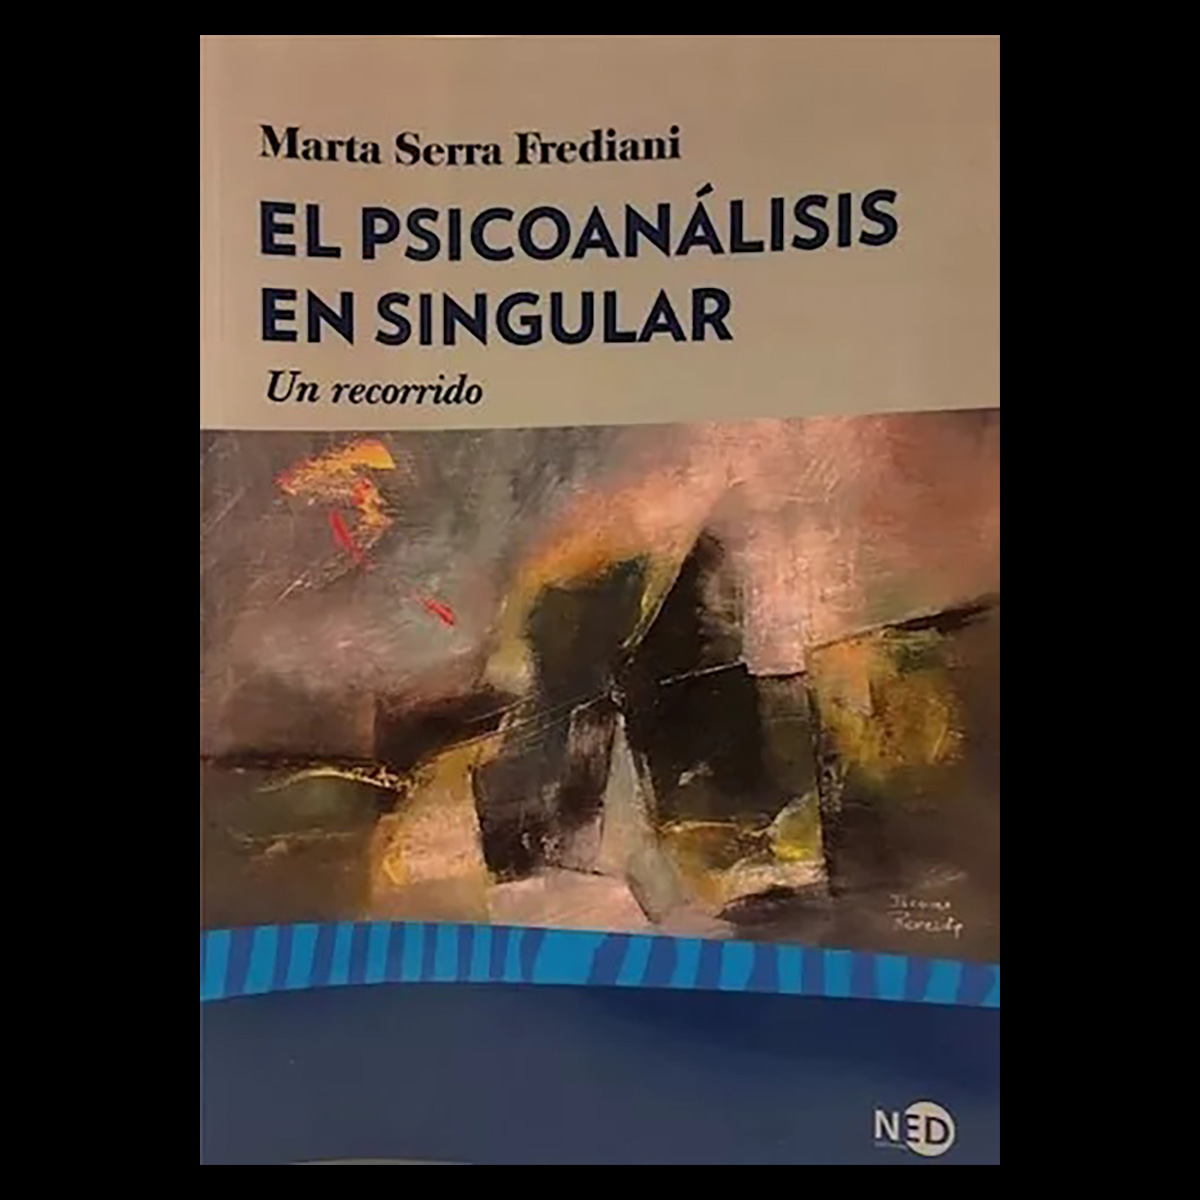 Marta Serra Frediani
EL PSICOANÁLISIS
EN SINGULAR
Un recorrido
NED